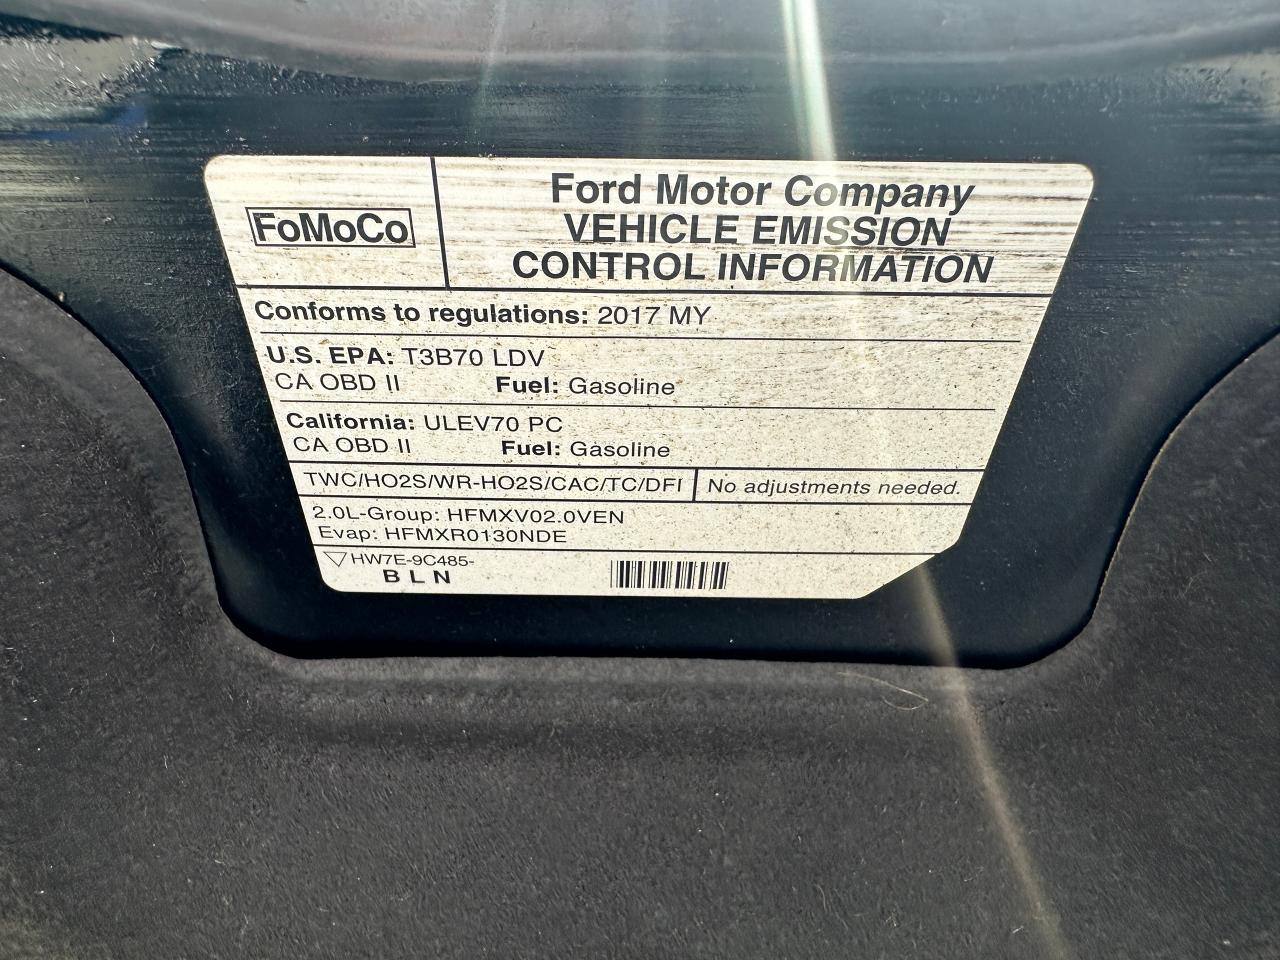 FoMoCo
Ford Motor Company
VEHICLE EMISSION
CONTROL INFORMATION
Conforms to regulations: 2017 MY
U.S. EPA: T3B70 LDV
CA OBD II Fuel: Gasoline
California: ULEV70 PC
CA OBD II Fuel: Gasoline
TWC/HO2S/WR-HO2S/CAC/TC/DFI No adjustments needed.
2.0L-Group: HFMXV02.0VEN
Evap: HFMXR0130NDE
HW7E-9C485-
BLN